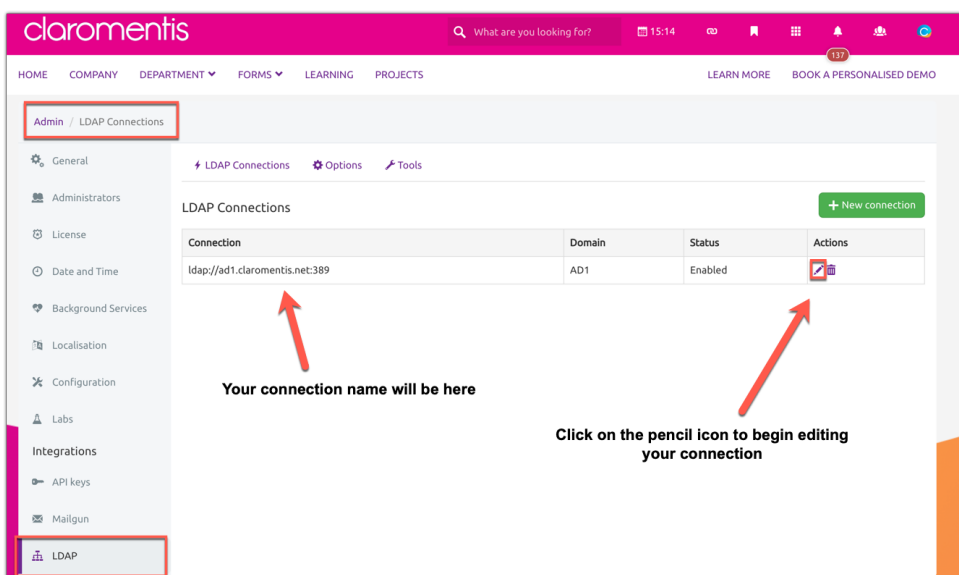 claromentis
What are you looking for?
15:14
137
HOME COMPANY DEPARTMENT FORMS LEARNING PROJECTS LEARN MORE BOOK A PERSONALISED DEMO
Admin / LDAP Connections
General
Administrators
License
Date and Time
Background Services
Localisation
Configuration
Labs
Integrations
API keys
Mailgun
LDAP
LDAP Connections Options Tools
LDAP Connections
+ New connection
Connection Domain Status Actions
ldap://ad1.claromentis.net:389 AD1 Enabled
Your connection name will be here
Click on the pencil icon to begin editing
your connection